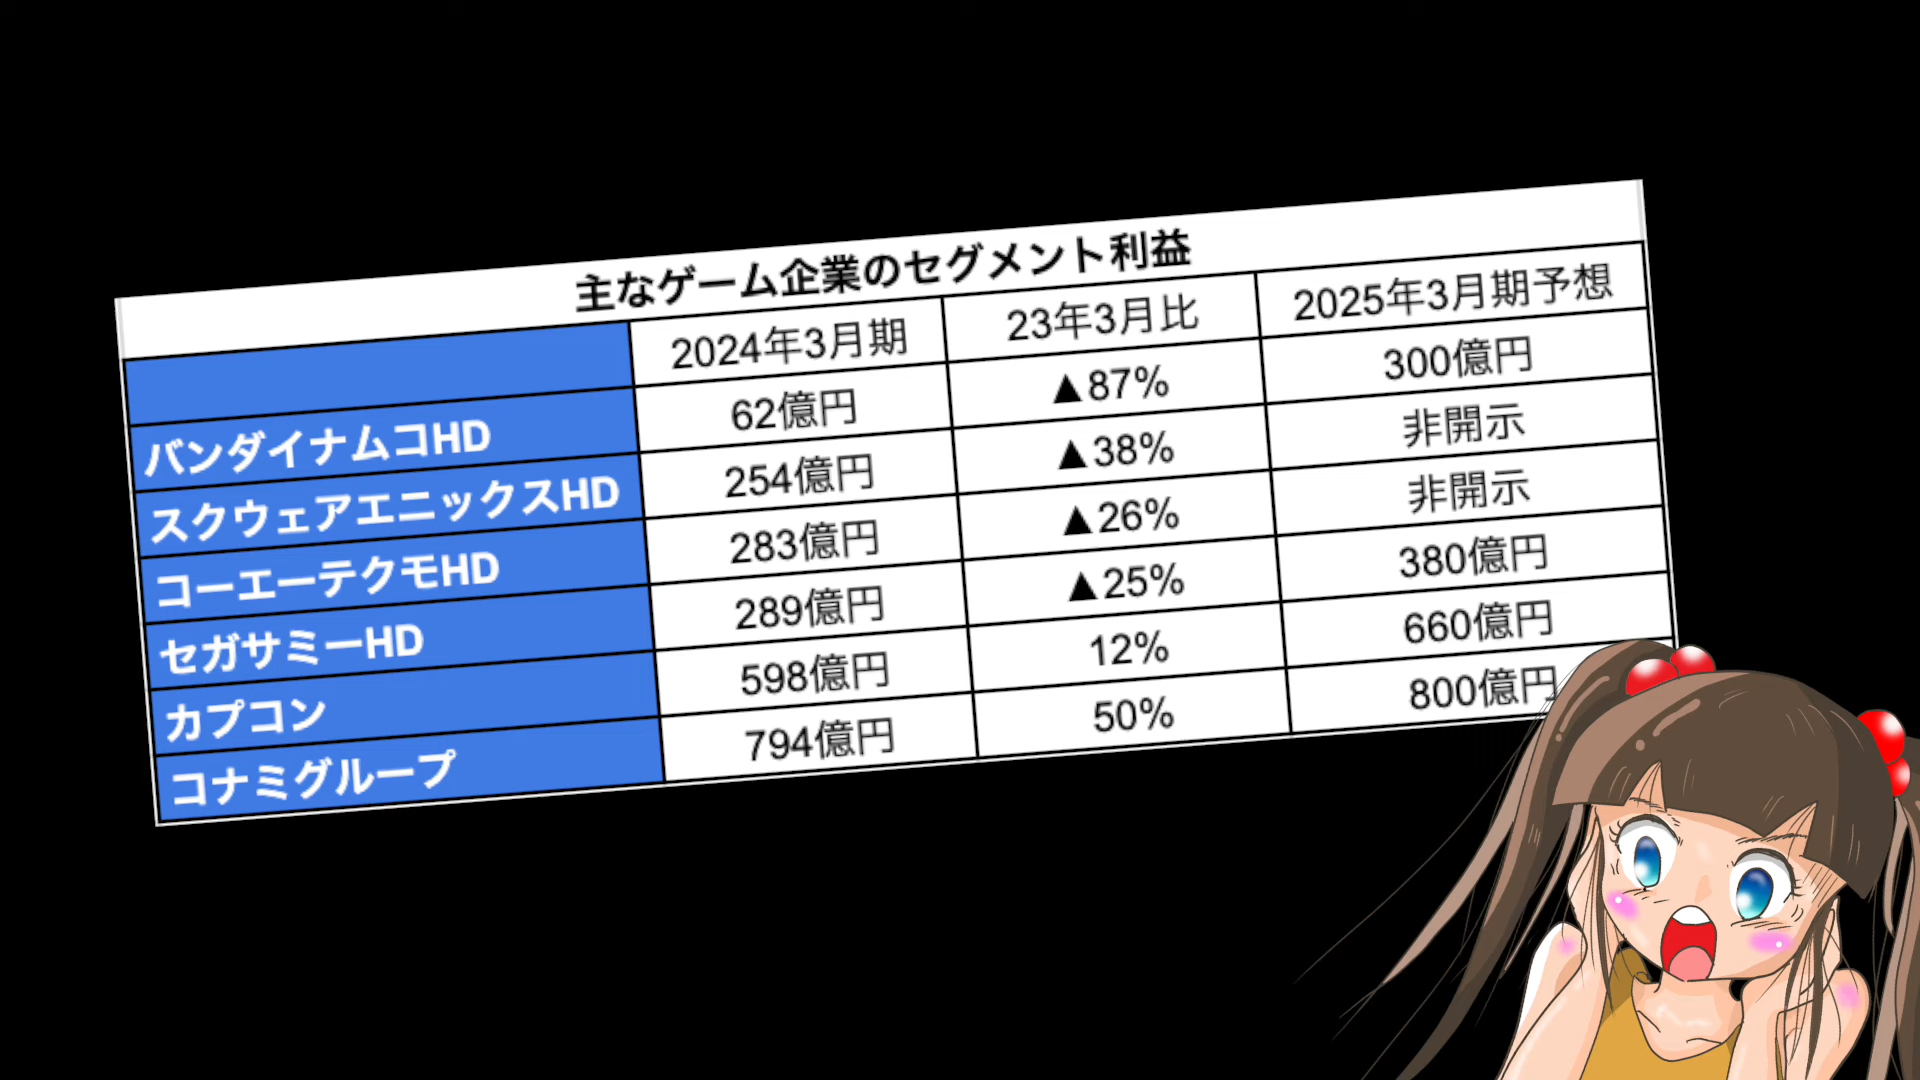 主なゲーム企業のセグメント利益
2024年3月期 23年3月比 2025年3月期予想
バンダイナムコHD 62億円 ▲87% 300億円
スクウェアエニックスHD 254億円 ▲38% 非開示
コーエーテクモHD 283億円 ▲26% 非開示
セガサミーHD 289億円 ▲25% 380億円
カプコン 598億円 12% 660億円
コナミグループ 794億円 50% 800億円